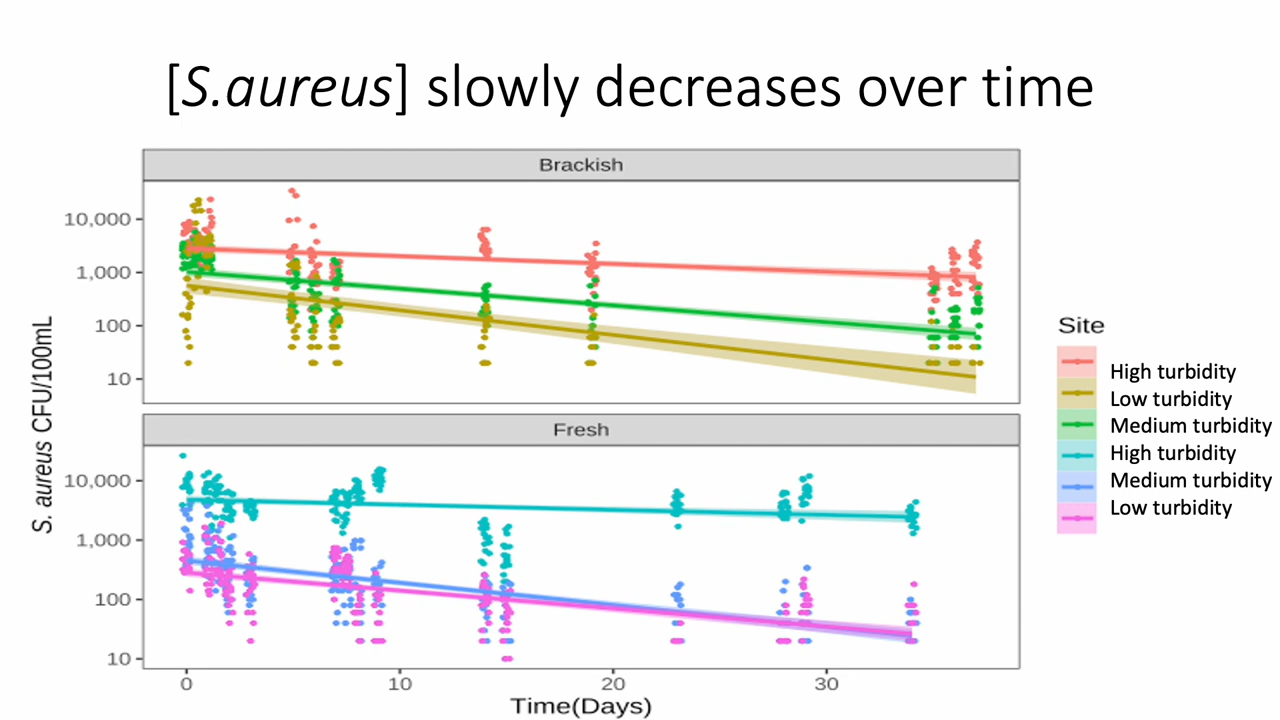 [S.aureus] slowly decreases over time
Brackish
10,000
1,000
100
10
Fresh
10,000
1,000
100
10
0 10 20 30
Time(Days)
S. aureus CFU/100mL
Site
High turbidity
Low turbidity
Medium turbidity
High turbidity
Medium turbidity
Low turbidity